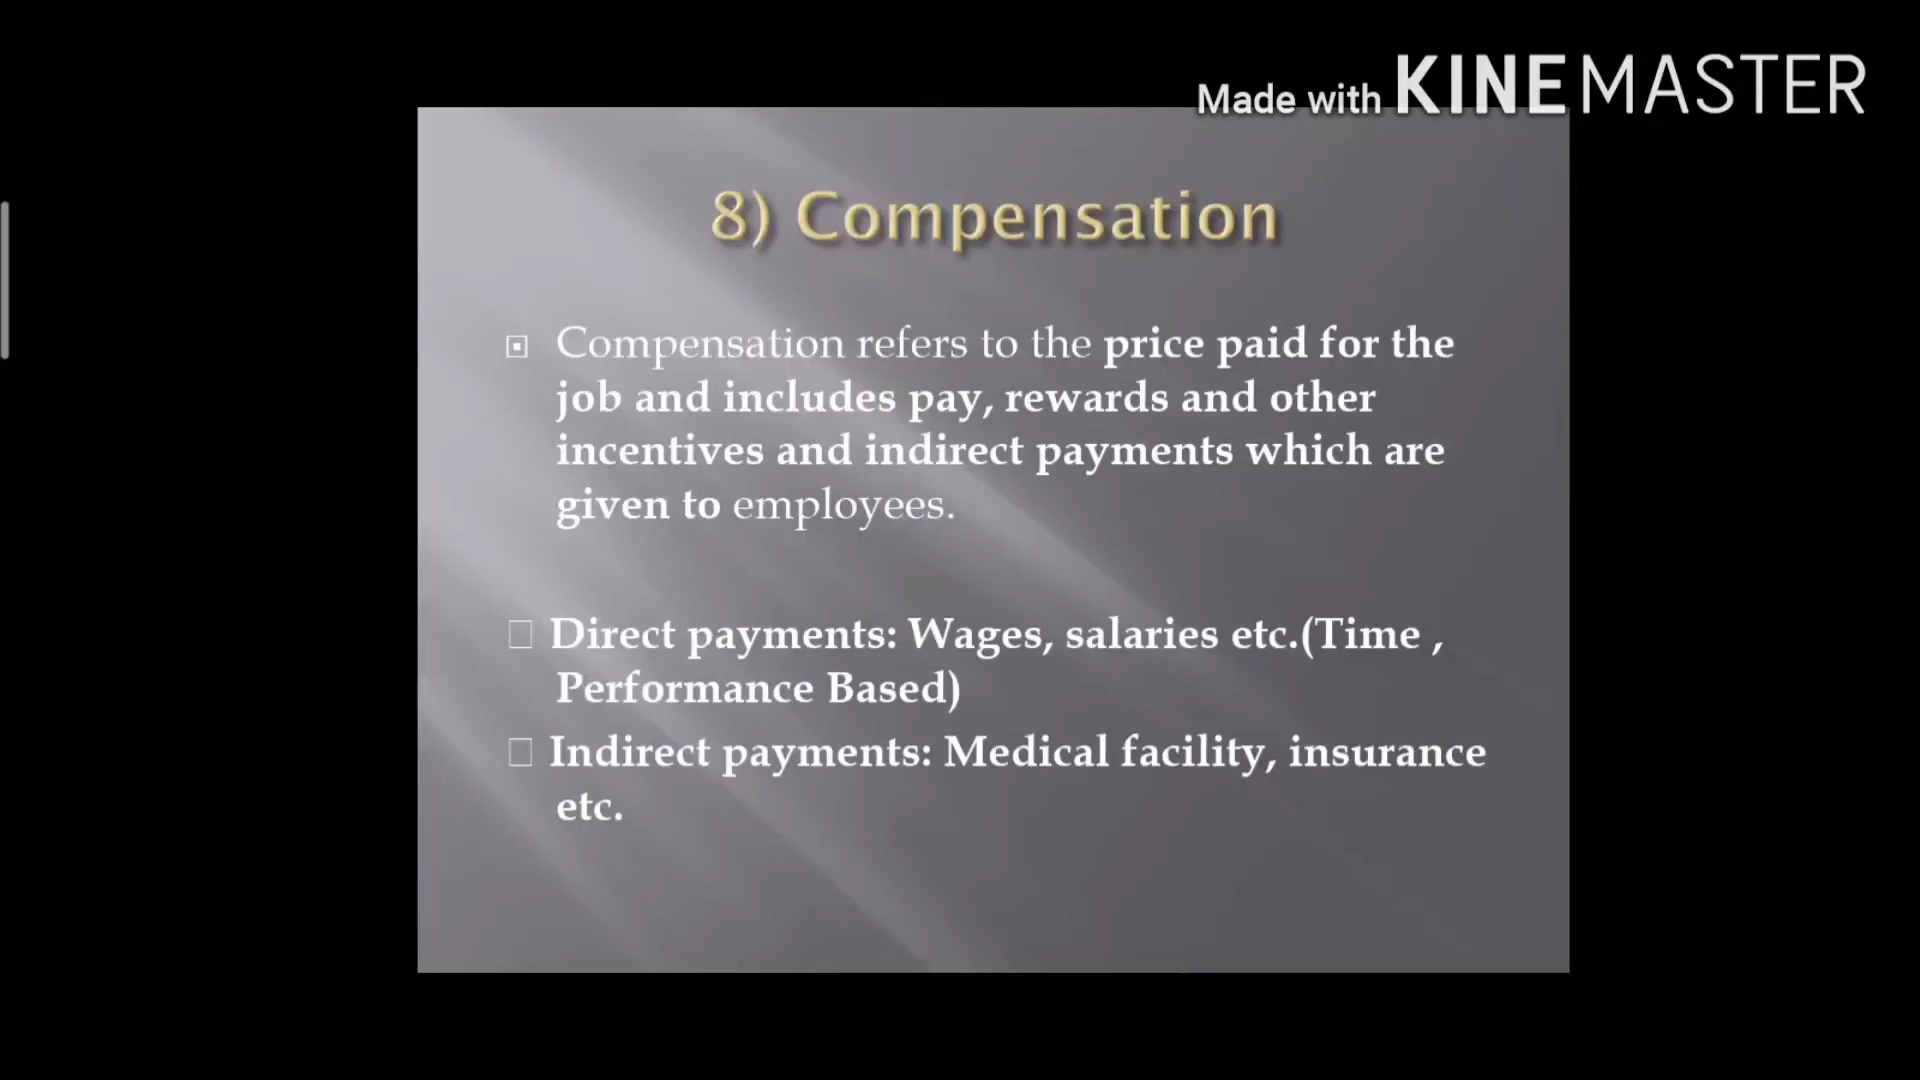 Made with KINEMASTER
8) Compensation
Compensation refers to the price paid for the
job and includes pay, rewards and other
incentives and indirect payments which are
given to employees.
Direct payments: Wages, salaries etc.(Time ,
Performance Based)
Indirect payments: Medical facility, insurance
etc.